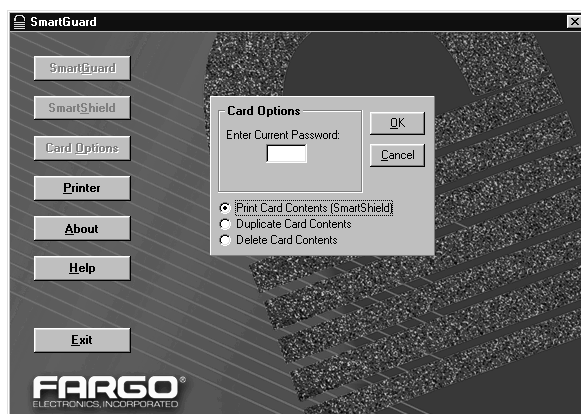 SmartGuard
SmartGuard
SmartShield
Card Options
Printer
About
Help
Exit
Card Options
Enter Current Password:
OK
Cancel
Print Card Contents (SmartShield)
Duplicate Card Contents
Delete Card Contents
FARGO®
ELECTRONICS, INCORPORATED